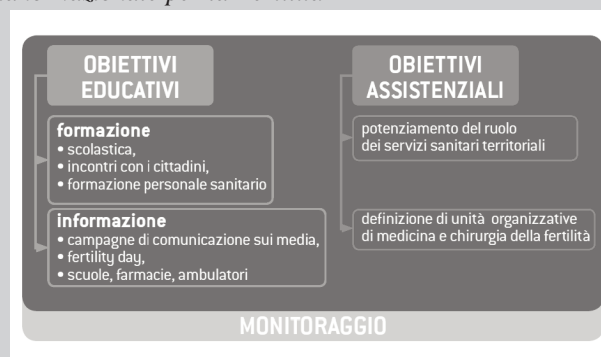 OBIETTIVI
EDUCATIVI
formazione
• scolastica,
• incontri con i cittadini,
• formazione personale sanitario
informazione
• campagne di comunicazione sui media,
• fertility day,
• scuole, farmacie, ambulatori
OBIETTIVI
ASSISTENZIALI
potenziamento del ruolo
dei servizi sanitari territoriali
definizione di unità organizzative
di medicina e chirurgia della fertilità
MONITORAGGIO